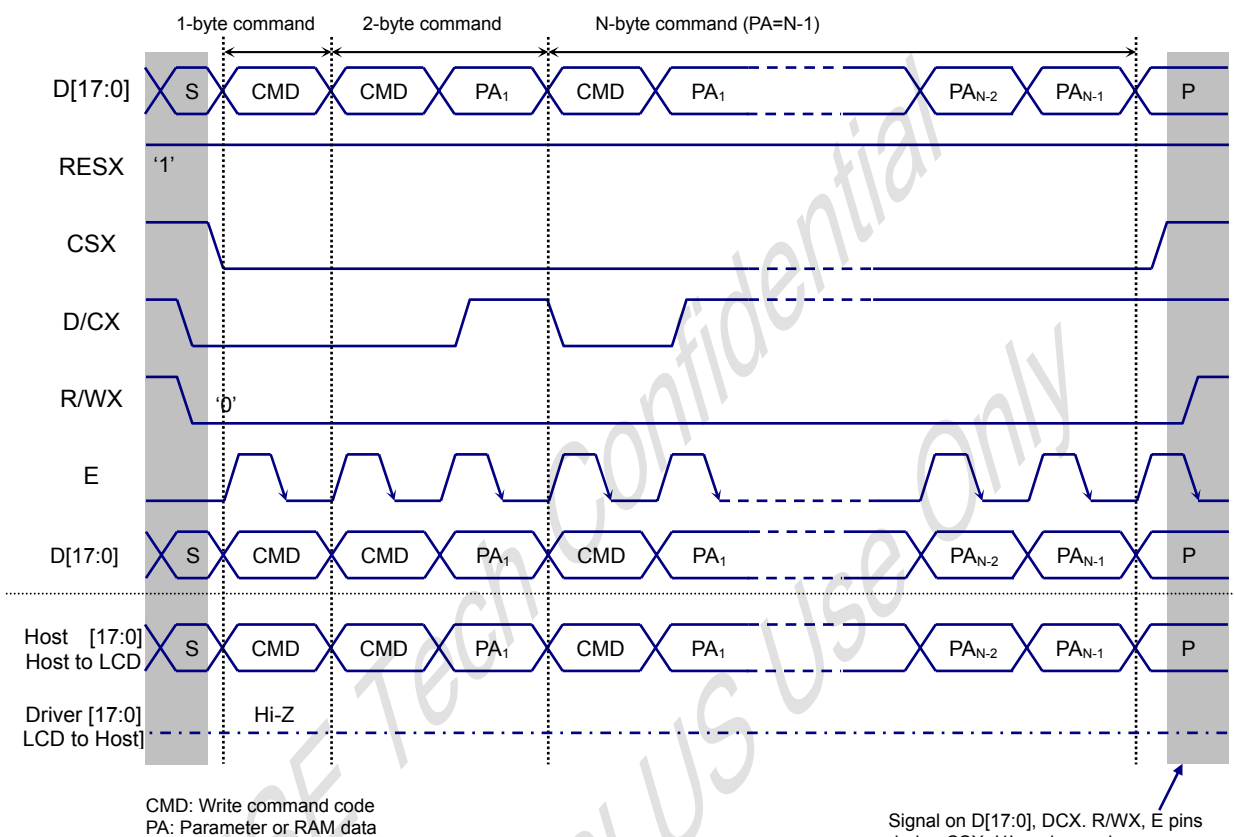 1-byte command 2-byte command N-byte command (PA=N-1)
D[17:0] S CMD CMD PA1 CMD PA1 PAN-2 PAN-1 P
RESX '1'
CSX
D/CX
R/WX '0'
E
D[17:0] S CMD CMD PA1 CMD PA1 PAN-2 PAN-1 P
Host [17:0]
Host to LCD S CMD CMD PA1 CMD PA1 PAN-2 PAN-1 P
Driver [17:0] Hi-Z
LCD to Host]
CMD: Write command code
PA: Parameter or RAM data
Signal on D[17:0], DCX. R/WX, E pins
Tech Confidential
US Use Only